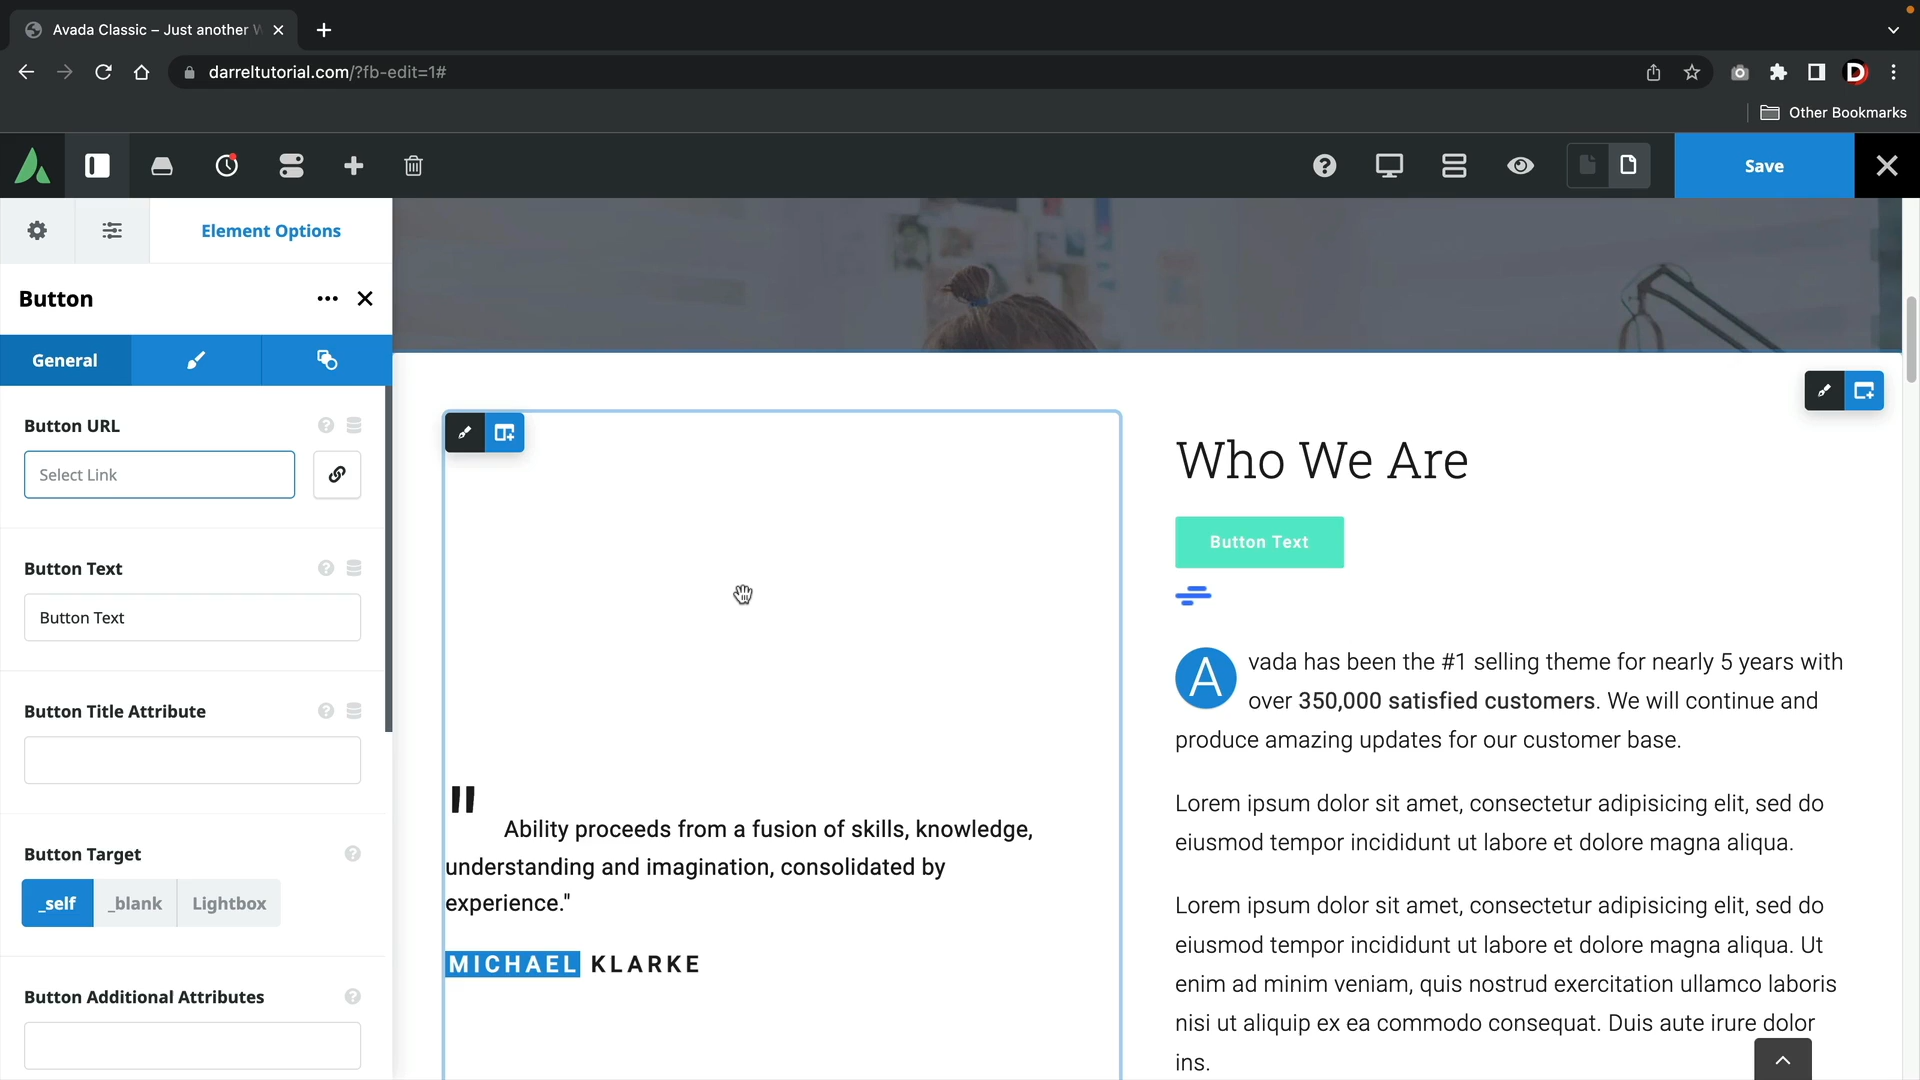 Avada Classic – Just another W
darreltutorial.com/?fb-edit=1#
Other Bookmarks
Save
Element Options
Button
General
Button URL
Select Link
Button Text
Button Text
Button Title Attribute
Button Target
_self
_blank
Lightbox
Button Additional Attributes
"
Ability proceeds from a fusion of skills, knowledge,
understanding and imagination, consolidated by
experience."
MICHAEL KLARKE
Who We Are
Button Text
A vada has been the #1 selling theme for nearly 5 years with
over 350,000 satisfied customers. We will continue and
produce amazing updates for our customer base.
Lorem ipsum dolor sit amet, consectetur adipisicing elit, sed do
eiusmod tempor incididunt ut labore et dolore magna aliqua.
Lorem ipsum dolor sit amet, consectetur adipisicing elit, sed do
eiusmod tempor incididunt ut labore et dolore magna aliqua. Ut
enim ad minim veniam, quis nostrud exercitation ullamco laboris
nisi ut aliquip ex ea commodo consequat. Duis aute irure dolor
ins.